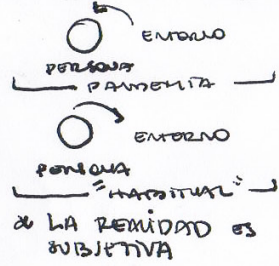 ENTORNO
PERSONA
PANDEMIA
ENTORNO
PERSONA
"HABITUAL"
LA REALIDAD ES
SUBJETIVA